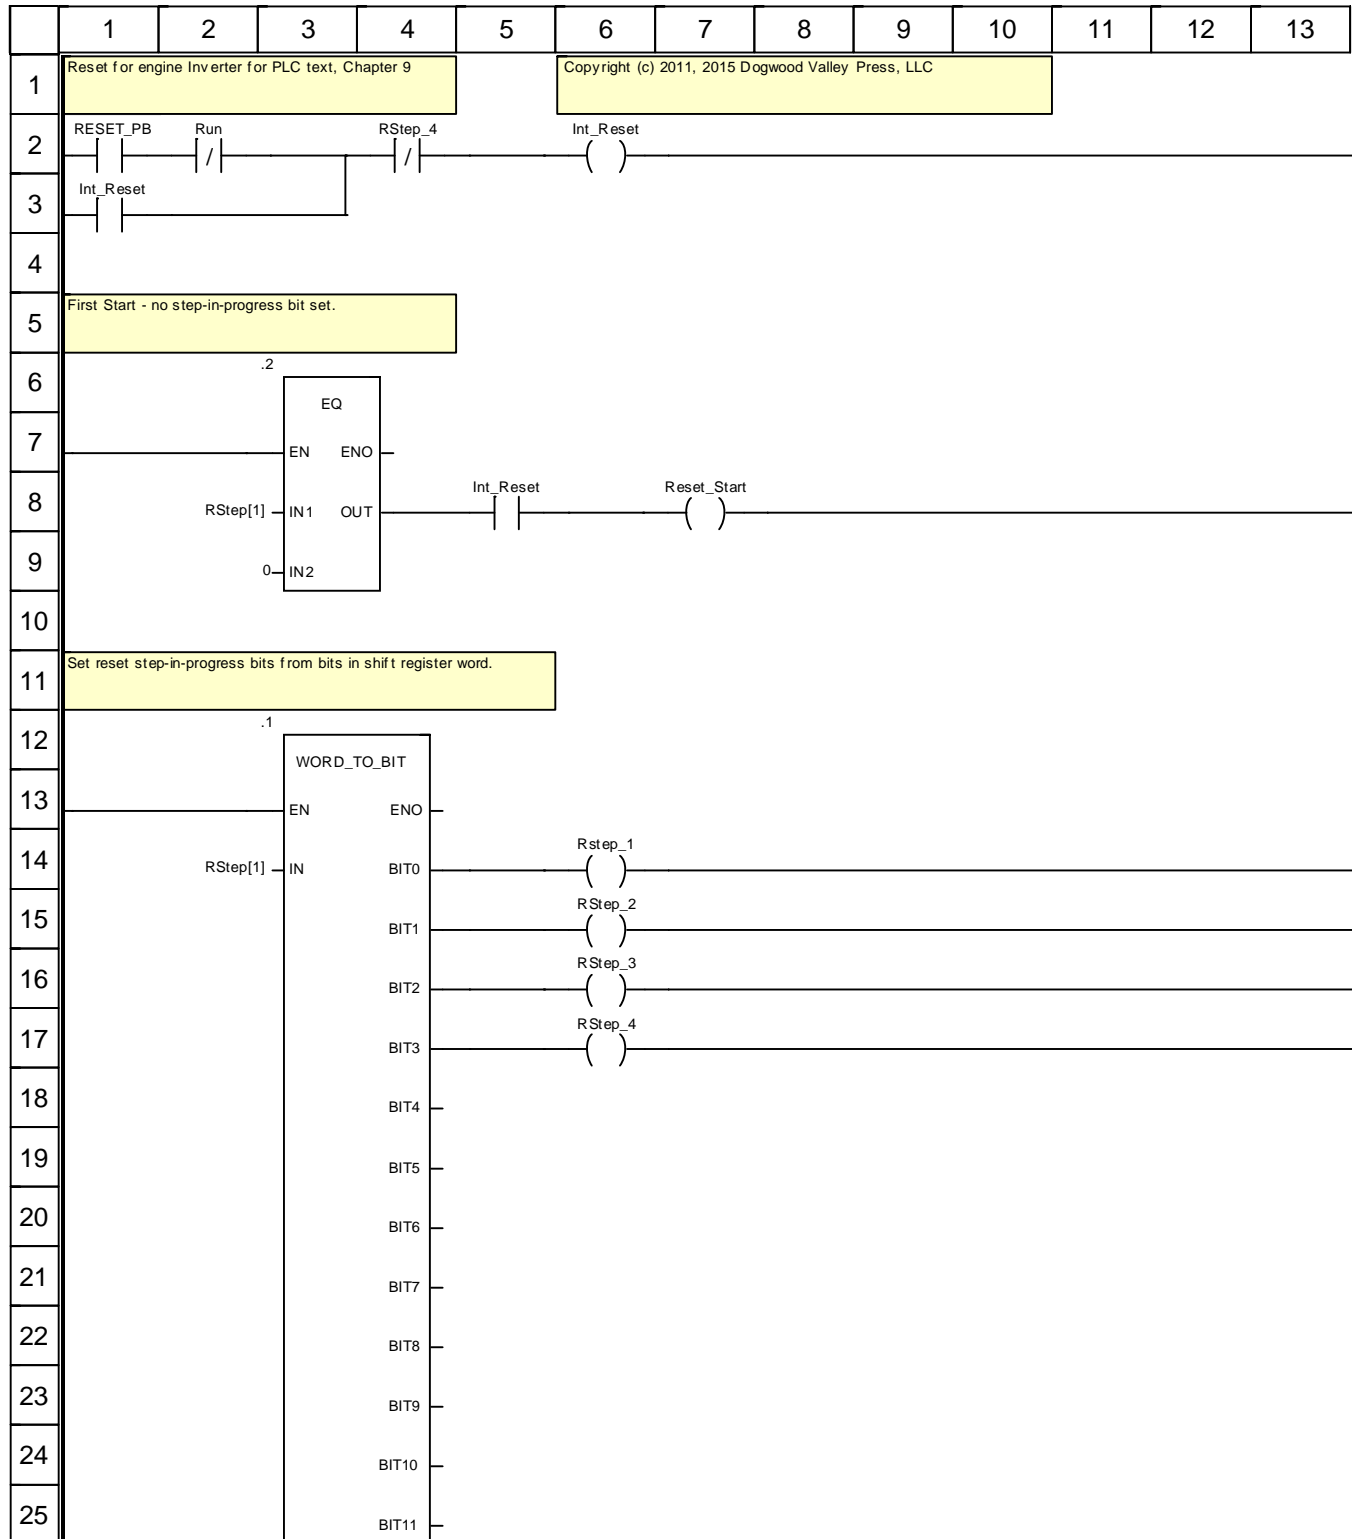 1 2 3 4 5 6 7 8 9 10 11 12 13
1
Reset for engine Inverter for PLC text, Chapter 9
Copyright (c) 2011, 2015 Dogwood Valley Press, LLC
2
RESET_PB Run RStep_4 Int_Reset
/ / ( )
3
Int_Reset
4
5
First Start - no step-in-progress bit set.
6
.2
EQ
7
EN ENO
8
RStep[1] IN1 OUT
Int_Reset Reset_Start
( )
9
0 IN2
10
11
Set reset step-in-progress bits from bits in shift register word.
12
.1
WORD_TO_BIT
13
EN ENO
14
RStep[1] IN BIT0
Rstep_1
( )
15
BIT1
RStep_2
( )
16
BIT2
RStep_3
( )
17
BIT3
RStep_4
( )
18
BIT4
19
BIT5
20
BIT6
21
BIT7
22
BIT8
23
BIT9
24
BIT10
25
BIT11